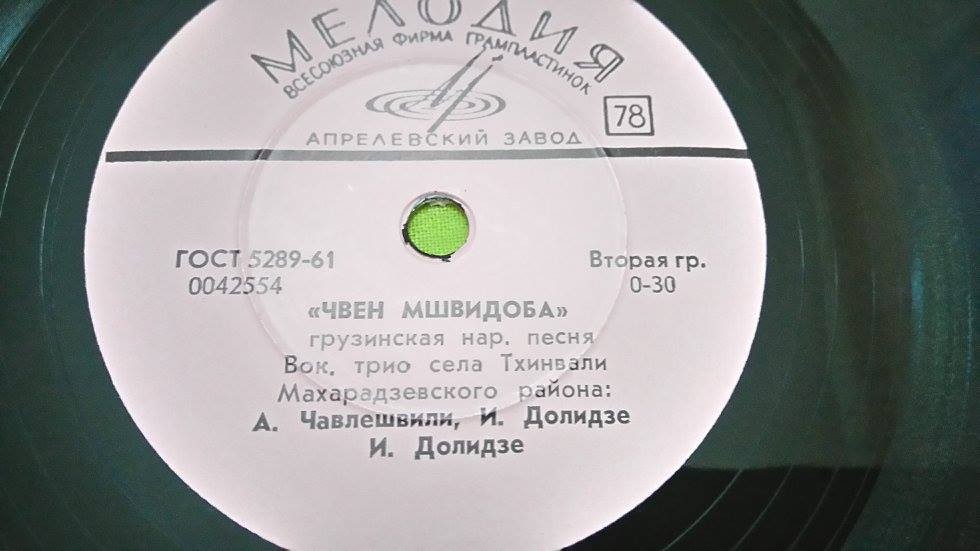 МЕЛОДИЯ
ВСЕСОЮЗНАЯ ФИРМА ГРАМПЛАСТИНОК
78
АПРЕЛЕВСКИЙ ЗАВОД
ГОСТ 5289-61
0042554
Вторая гр.
0-30
«ЧВЕН МШВИДОБА»
грузинская нар. песня
Вок. трио села Тхинвали
Махарадзевского района:
А. Чавлешвили, И. Долидзе
И. Долидзе